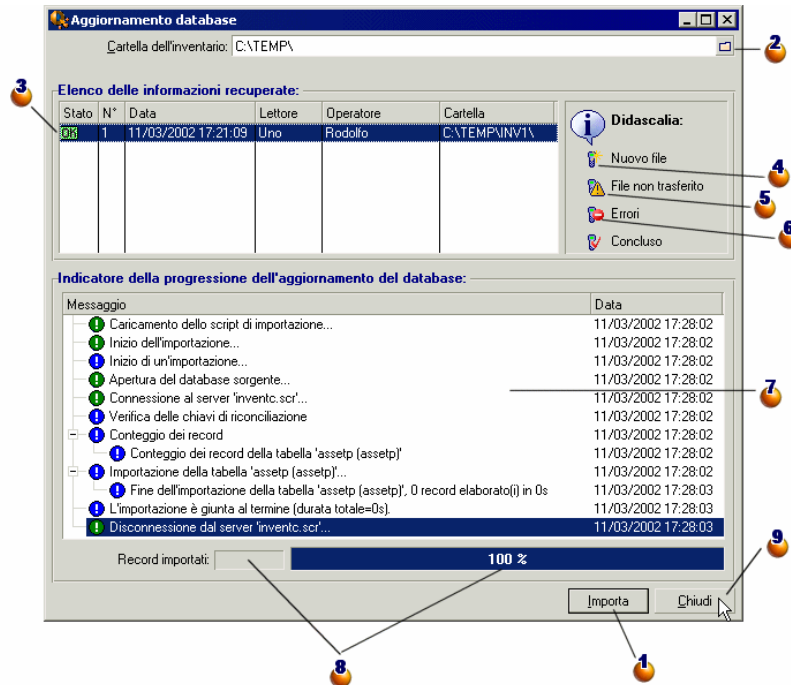 Aggiornamento database
Cartella dell'inventario: C:\TEMP\
2
3
Elenco delle informazioni recuperate:
Stato N° Data Lettore Operatore Cartella
OK 1 11/03/2002 17:21:09 Uno Rodolfo C:\TEMP\INV1\
Didascalia:
Nuovo file
4
File non trasferito
5
Errori
6
Concluso
Indicatore della progressione dell'aggiornamento del database:
Messaggio Data
Caricamento dello script di importazione... 11/03/2002 17:28:02
Inizio dell'importazione... 11/03/2002 17:28:02
Inizio di un'importazione... 11/03/2002 17:28:02
Apertura del database sorgente... 11/03/2002 17:28:02
7
Connessione al server 'inventc.scr'... 11/03/2002 17:28:02
Verifica delle chiavi di riconciliazione 11/03/2002 17:28:02
Conteggio dei record 11/03/2002 17:28:02
Conteggio dei record della tabella 'assetp (assetp)' 11/03/2002 17:28:02
Importazione della tabella 'assetp (assetp)'... 11/03/2002 17:28:02
Fine dell'importazione della tabella 'assetp (assetp)', 0 record elaborato(i) in 0s 11/03/2002 17:28:03
L'importazione è giunta al termine (durata totale=0s). 11/03/2002 17:28:03
Disconnessione dal server 'inventc.scr'... 11/03/2002 17:28:03
Record importati: 100 %
9
Importa Chiudi
8
1